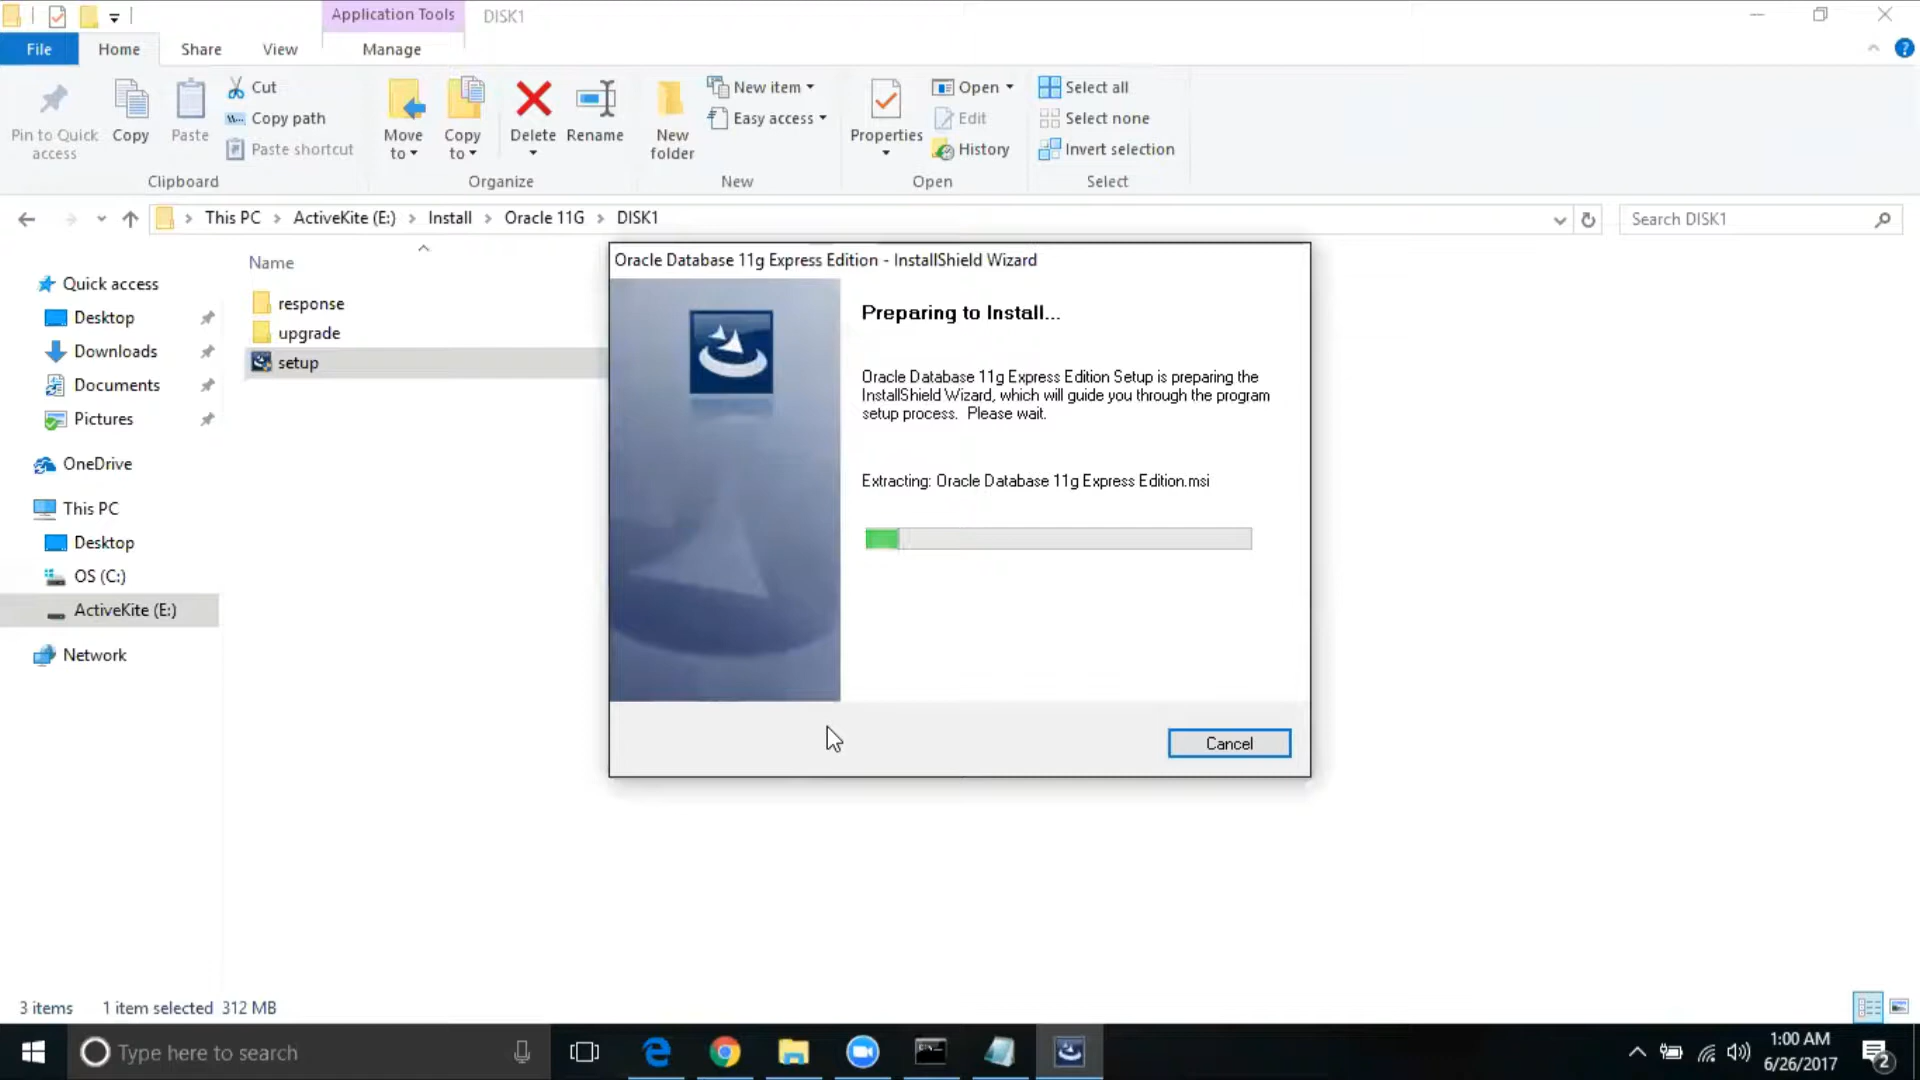 Application Tools
DISK1
File
Home
Share
View
Manage
Pin to Quick
access
Copy
Paste
Cut
Copy path
Paste shortcut
Move
to
Copy
to
Delete
Rename
New
folder
New item
Easy access
Properties
Open
Edit
History
Select all
Select none
Invert selection
Clipboard
Organize
New
Open
Select
This PC
ActiveKite (E:)
Install
Oracle 11G
DISK1
Search DISK1
Name
Quick access
Desktop
Downloads
Documents
Pictures
OneDrive
This PC
Desktop
OS (C:)
ActiveKite (E:)
Network
response
upgrade
setup
Oracle Database 11g Express Edition - InstallShield Wizard
Preparing to Install...
Oracle Database 11g Express Edition Setup is preparing the
InstallShield Wizard, which will guide you through the program
setup process. Please wait.
Extracting: Oracle Database 11g Express Edition.msi
Cancel
3 items
1 item selected 312 MB
Type here to search
1:00 AM
6/26/2017
2